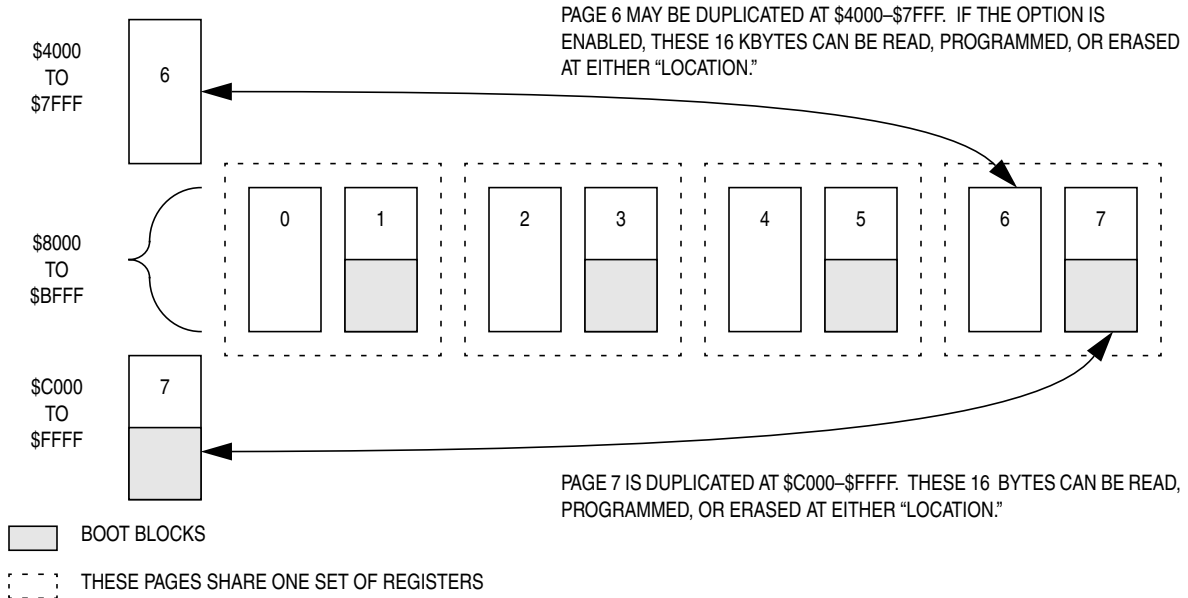 PAGE 6 MAY BE DUPLICATED AT $4000–$7FFF. IF THE OPTION IS
ENABLED, THESE 16 KBYTES CAN BE READ, PROGRAMMED, OR ERASED
AT EITHER “LOCATION.”
$4000
TO
$7FFF
6
$8000
TO
$BFFF
0
1
2
3
4
5
6
7
$C000
TO
$FFFF
7
PAGE 7 IS DUPLICATED AT $C000–$FFFF. THESE 16 BYTES CAN BE READ,
PROGRAMMED, OR ERASED AT EITHER “LOCATION.”
BOOT BLOCKS
THESE PAGES SHARE ONE SET OF REGISTERS